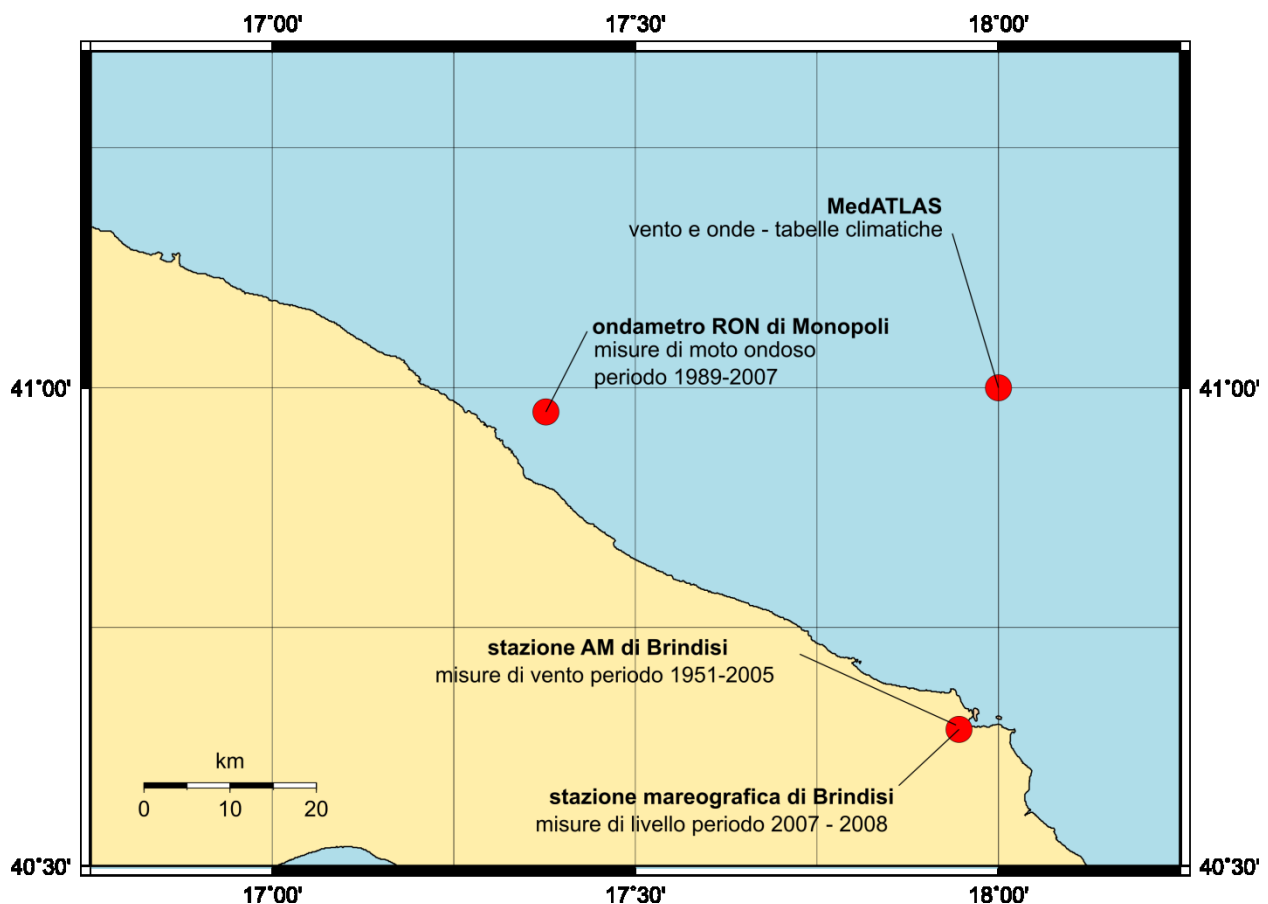 17°00'
17°30'
18°00'
MedATLAS
vento e onde - tabelle climatiche
ondametro RON di Monopoli
misure di moto ondoso
periodo 1989-2007
41°00'
41°00'
stazione AM di Brindisi
misure di vento periodo 1951-2005
km
0
10
20
stazione mareografica di Brindisi
misure di livello periodo 2007 - 2008
40°30'
40°30'
17°00'
17°30'
18°00'